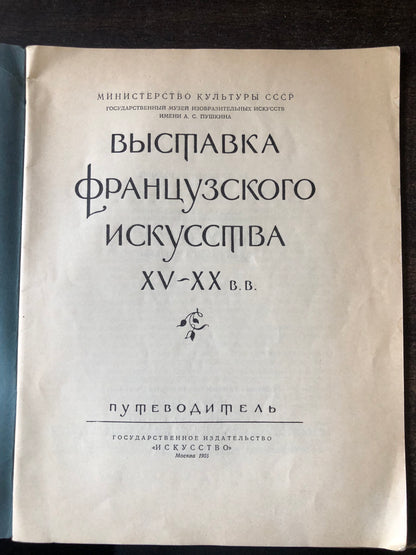 МИНИСТЕРСТВО КУЛЬТУРЫ СССР
ГОСУДАРСТВЕННЫЙ МУЗЕЙ ИЗОБРАЗИТЕЛЬНЫХ ИСКУССТВ
ИМЕНИ А. С. ПУШКИНА
ВЫСТАВКА
ФРАНЦУЗСКОГО
ИСКУССТВА
XV–XX В.В.
ПУТЕВОДИТЕЛЬ
ГОСУДАРСТВЕННОЕ ИЗДАТЕЛЬСТВО
«ИСКУССТВО»
Москва 1955